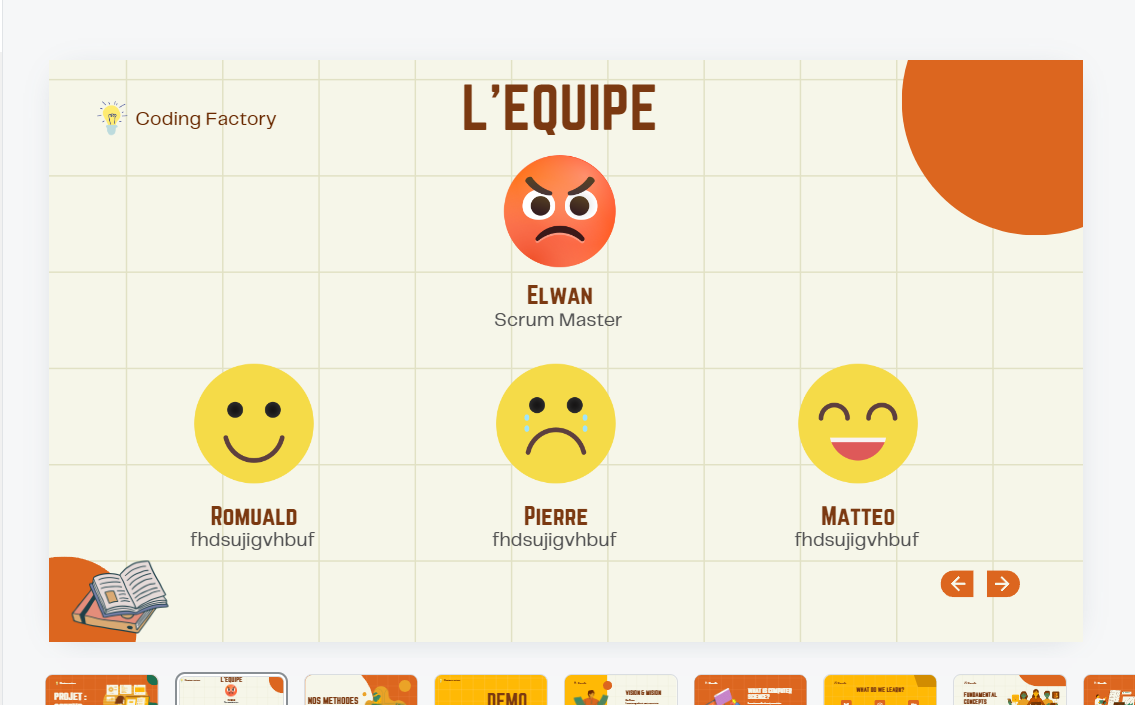 Coding Factory
L'EQUIPE
ELWAN
Scrum Master
ROMUALD
fhdsujigvhbuf
PIERRE
fhdsujigvhbuf
MATTEO
fhdsujigvhbuf
PROJET :
L'EQUIPE
NOS METHODES
DEMO
VISION & MISION
WHAT IS COMPUTER
SCIENCE?
WHAT DO WE LEARN?
FUNDAMENTAL
CONCEPTS